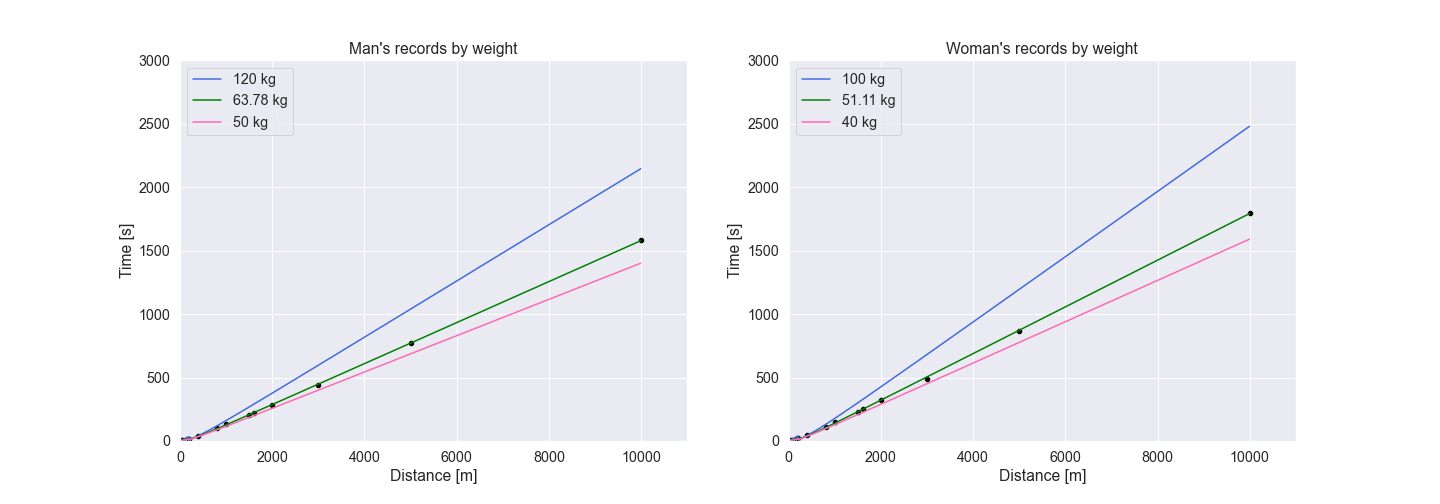 Man's records by weight
3000
2500
2000
1500
1000
500
0
Time [s]
120 kg
63.78 kg
50 kg
0 2000 4000 6000 8000 10000
Distance [m]
Woman's records by weight
3000
2500
2000
1500
1000
500
0
Time [s]
100 kg
51.11 kg
40 kg
0 2000 4000 6000 8000 10000
Distance [m]